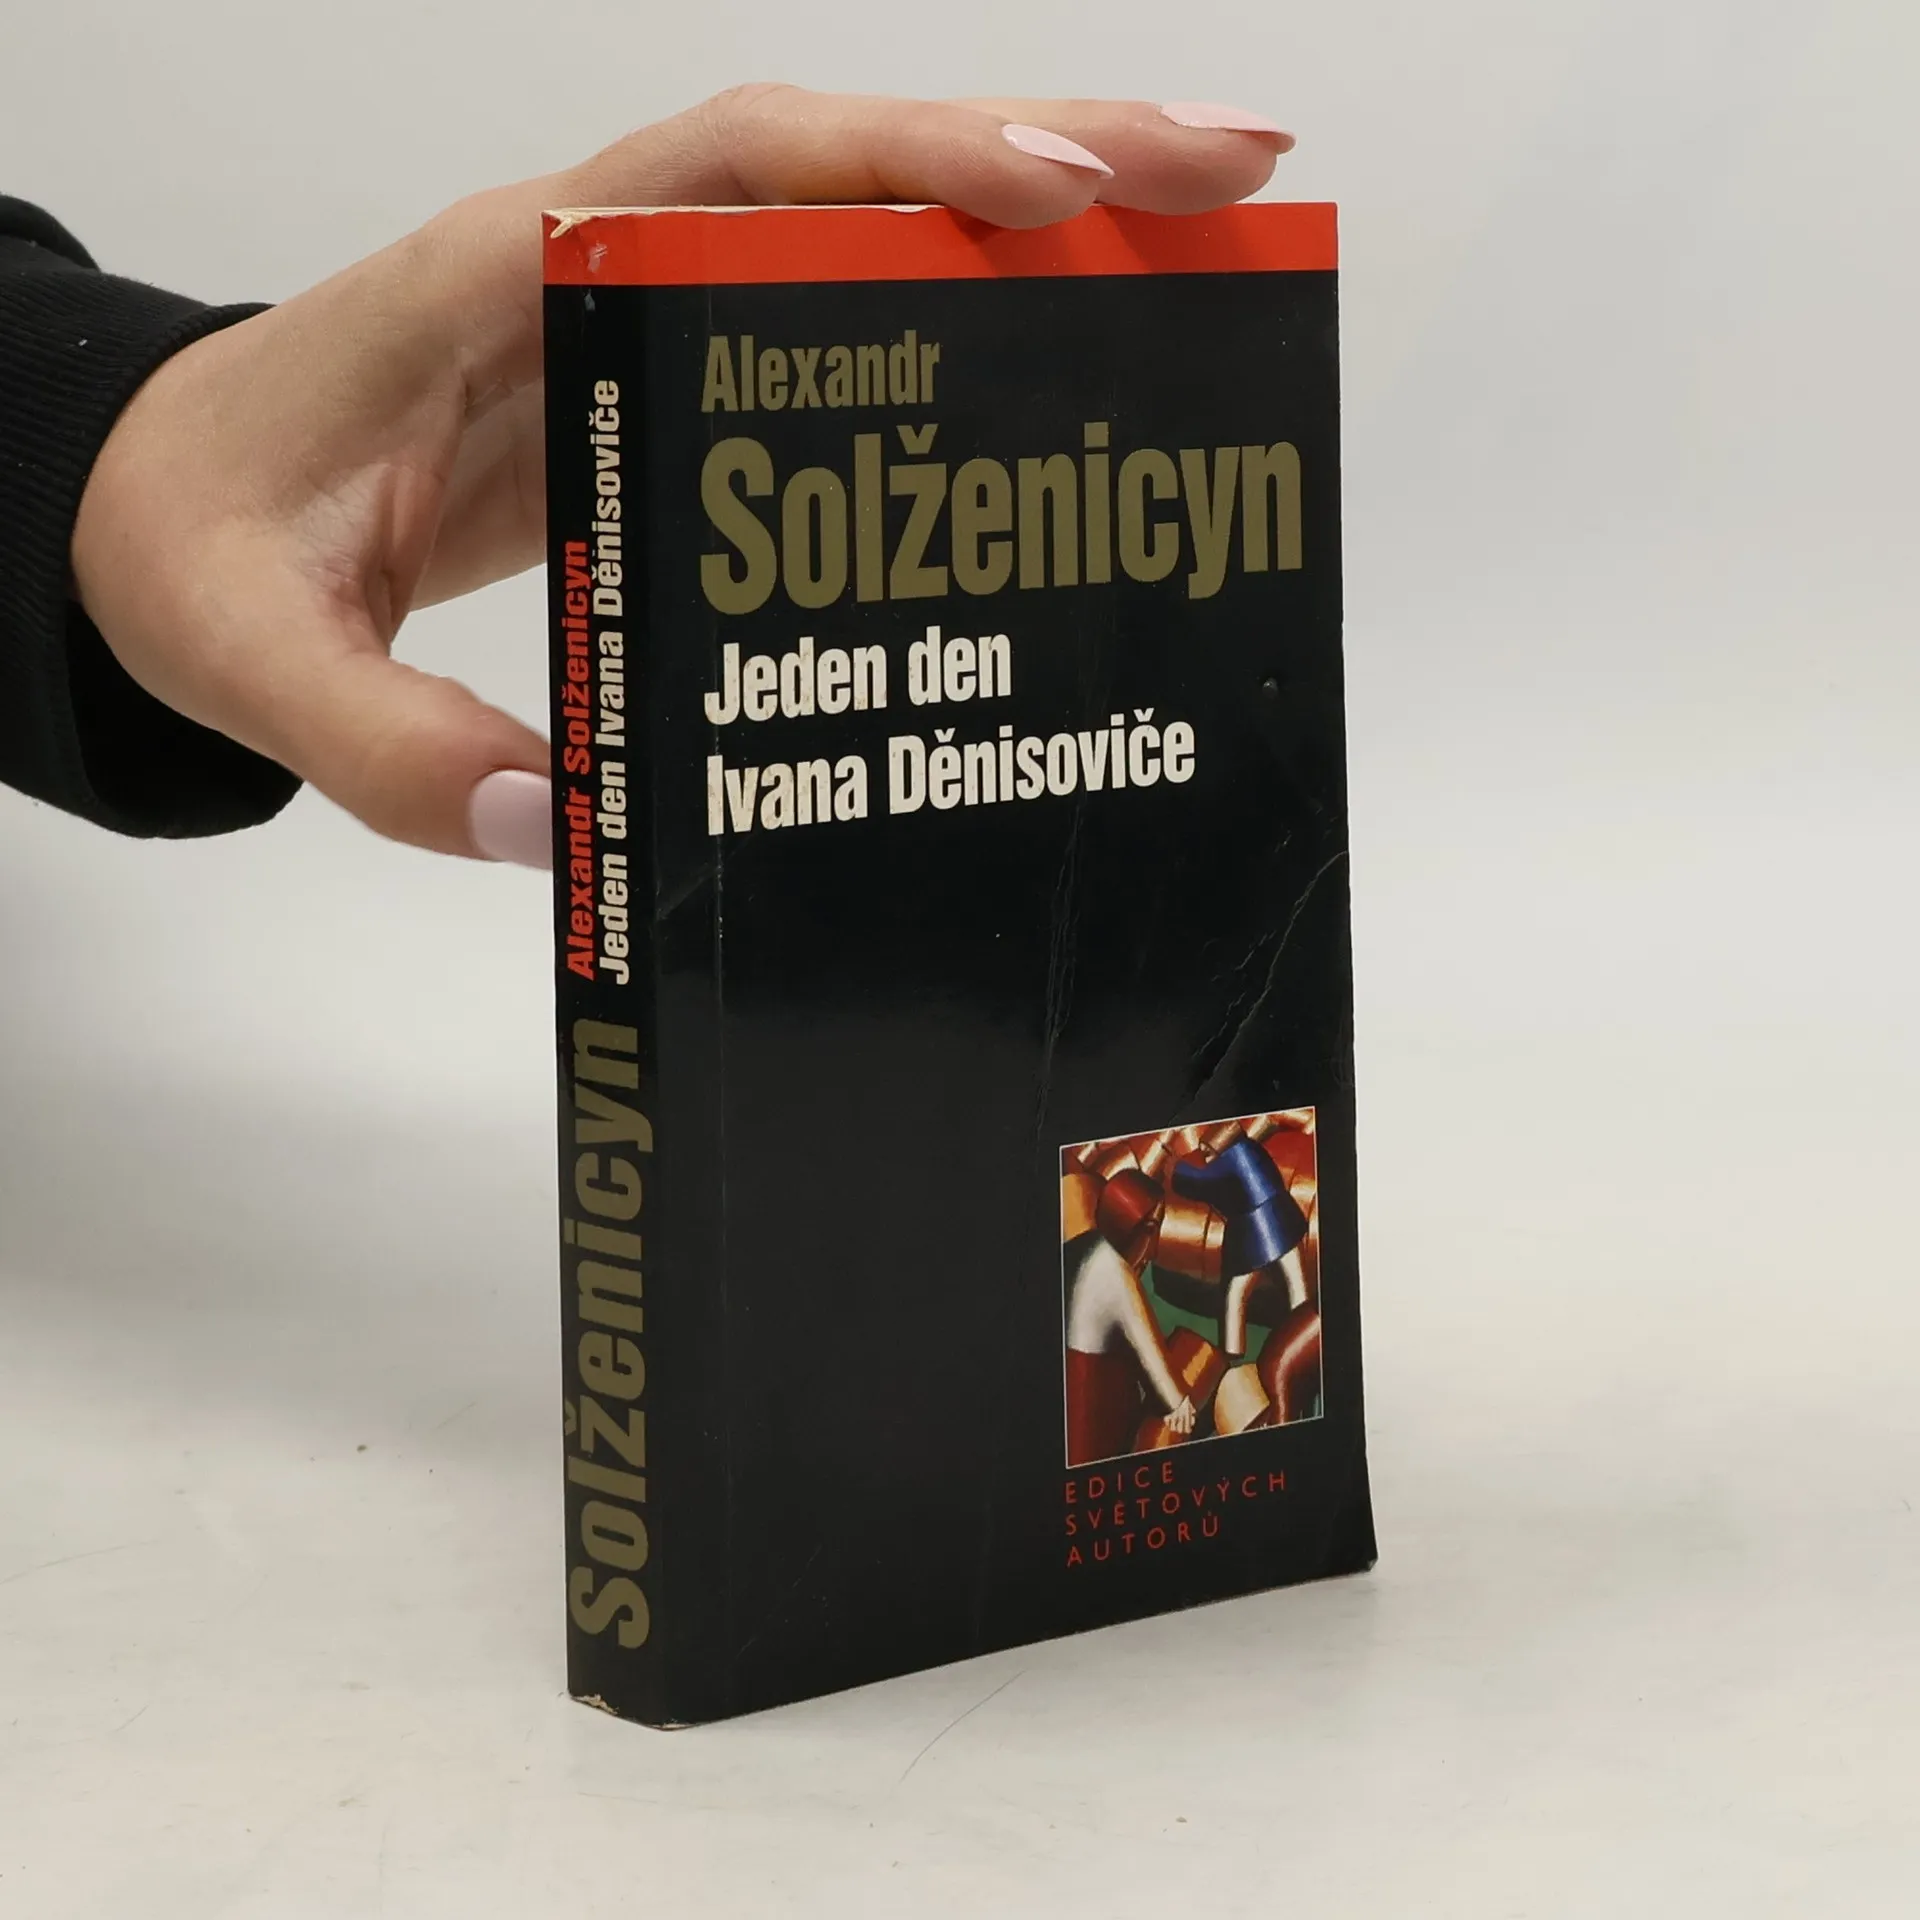 Alexandr
Solženicyn
Jeden den
Ivana Děnisoviče
EDICE
SVĚTOVÝCH
AUTORŮ
Alexandr Solženicyn
Jeden den Ivana Děnisoviče
Solženicyn